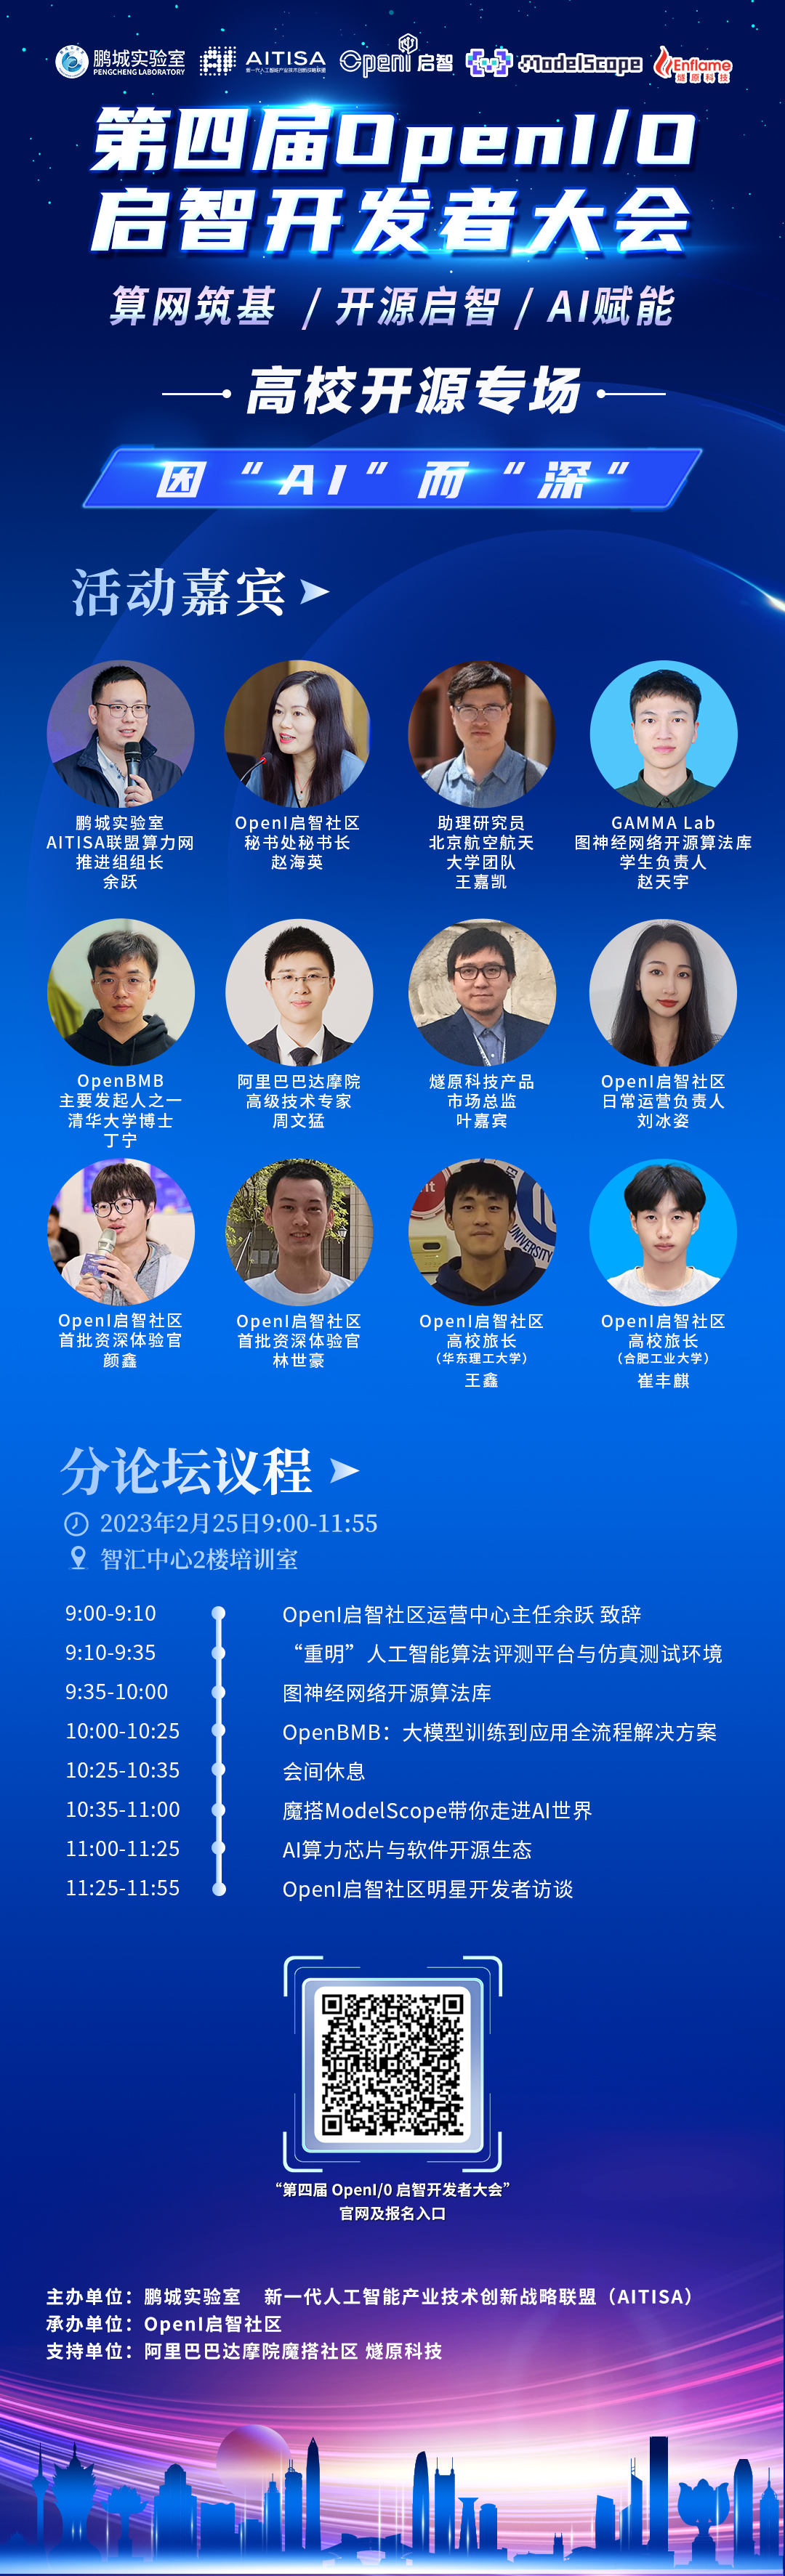 鹏城实验室
PENGCHENG LABORATORY
AITISA
新一代人工智能产业技术创新战略联盟
OpenI 启智
ModelScope
Enflame
燧原科技
第四届OpenI/O
启智开发者大会
算网筑基 / 开源启智 / AI赋能
高校开源专场
因“AI”而“深”
活动嘉宾
鹏城实验室
AITISA联盟算力网
推进组组长
余跃
OpenI启智社区
秘书处秘书长
赵海英
助理研究员
北京航空航天
大学团队
王嘉凯
GAMMA Lab
图神经网络开源算法库
学生负责人
赵天宇
OpenBMB
主要发起人之一
清华大学博士
丁宁
阿里巴巴达摩院
高级技术专家
周文猛
燧原科技产品
市场总监
叶嘉宾
OpenI启智社区
日常运营负责人
刘冰姿
OpenI启智社区
首批资深体验官
颜鑫
OpenI启智社区
首批资深体验官
林世豪
OpenI启智社区
高校旅长
（华东理工大学）
王鑫
OpenI启智社区
高校旅长
（合肥工业大学）
崔丰麒
分论坛议程
2023年2月25日9:00-11:55
智汇中心2楼培训室
9:00-9:10 OpenI启智社区运营中心主任余跃 致辞
9:10-9:35 “重明”人工智能算法评测平台与仿真测试环境
9:35-10:00 图神经网络开源算法库
10:00-10:25 OpenBMB：大模型训练到应用全流程解决方案
10:25-10:35 会间休息
10:35-11:00 魔搭ModelScope带你走进AI世界
11:00-11:25 AI算力芯片与软件开源生态
11:25-11:55 OpenI启智社区明星开发者访谈
“第四届 OpenI/O 启智开发者大会”
官网及报名入口
主办单位：鹏城实验室 新一代人工智能产业技术创新战略联盟（AITISA）
承办单位：OpenI启智社区
支持单位：阿里巴巴达摩院魔搭社区 燧原科技